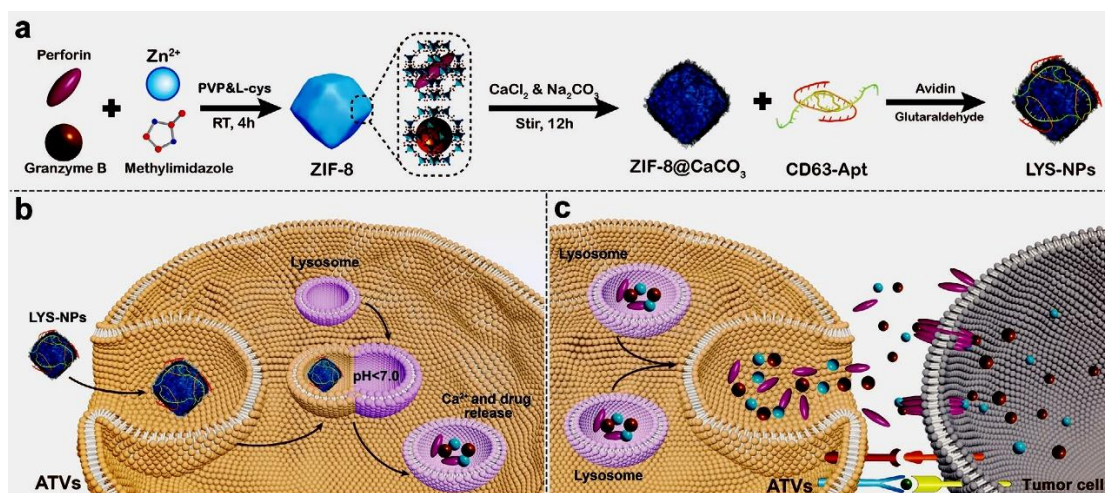 a
Perforin
Zn²⁺
Granzyme B
Methylimidazole
PVP&L-cys
RT, 4h
ZIF-8
CaCl₂ & Na₂CO₃
Stir, 12h
ZIF-8@CaCO₃
CD63-Apt
Avidin
Glutaraldehyde
LYS-NPs
b
Lysosome
LYS-NPs
pH<7.0
Ca²⁺ and drug
release
ATVs
c
Lysosome
Lysosome
ATVs
Tumor cell